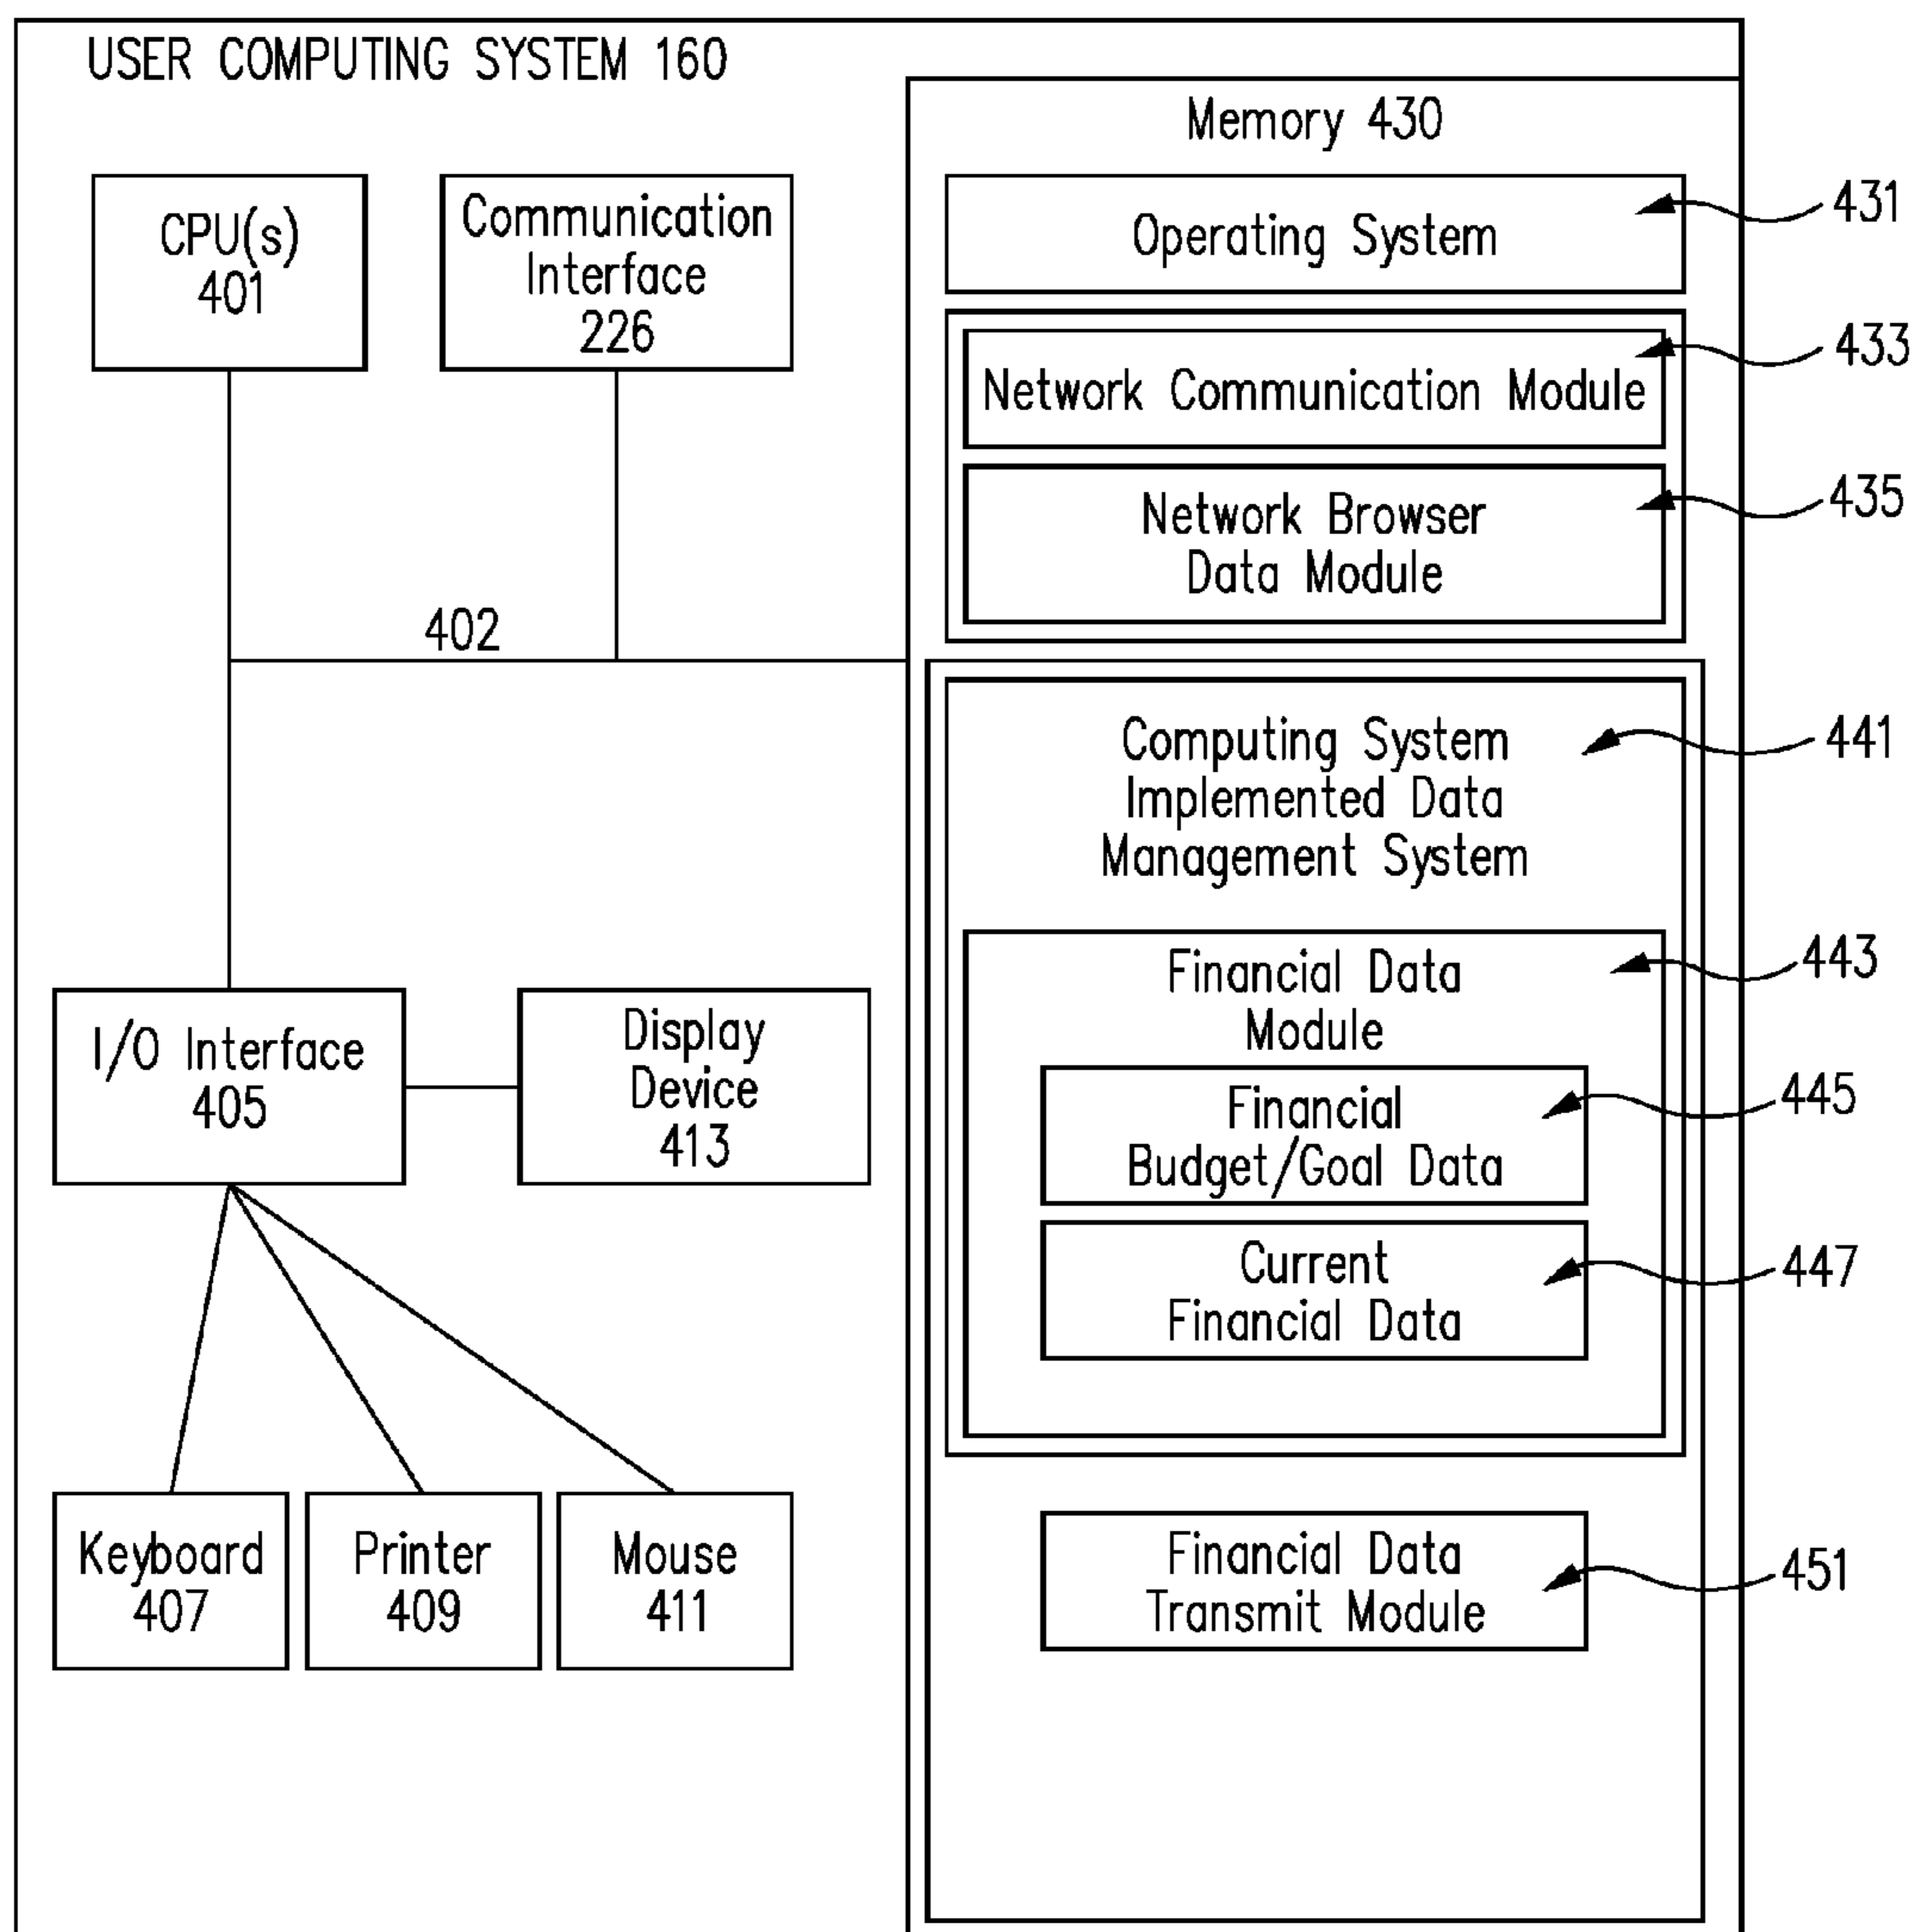 USER COMPUTING SYSTEM 160
CPU(s)
401
Communication
Interface
226
402
I/O Interface
405
Display
Device
413
Keyboard
407
Printer
409
Mouse
411
Memory 430
Operating System
431
Network Communication Module
433
Network Browser
Data Module
435
Computing System
Implemented Data
Management System
441
Financial Data
Module
443
Financial
Budget/Goal Data
445
Current
Financial Data
447
Financial Data
Transmit Module
451